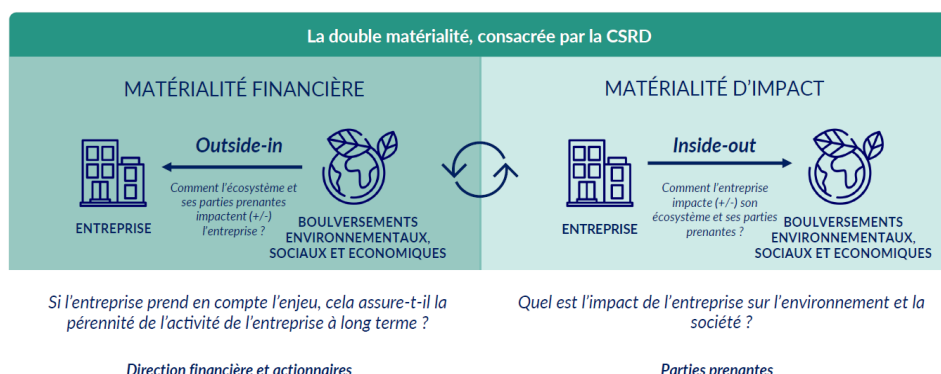 La double matérialité, consacrée par la CSRD
MATÉRIALITÉ FINANCIÈRE
Outside-in
Comment l'écosystème et
ses parties prenantes
impactent (+/-)
l'entreprise ?
ENTREPRISE
BOULVERSEMENTS
ENVIRONNEMENTAUX,
SOCIAUX ET ECONOMIQUES
MATÉRIALITÉ D'IMPACT
Inside-out
Comment l'entreprise
impacte (+/-) son
écosystème et ses parties
prenantes ?
ENTREPRISE
BOULVERSEMENTS
ENVIRONNEMENTAUX,
SOCIAUX ET ECONOMIQUES
Si l'entreprise prend en compte l'enjeu, cela assure-t-il la
pérennité de l'activité de l'entreprise à long terme ?
Quel est l'impact de l'entreprise sur l'environnement et la
société ?
Direction financière et actionnaires
Parties prenantes